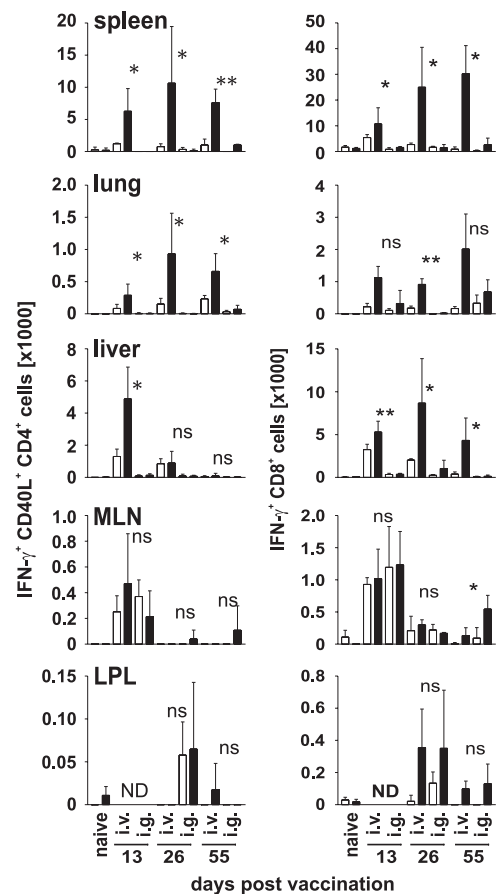 spleen
20
15
10
5
0
*
*
**
50
40
30
20
10
0
*
*
*
lung
2.0
1.5
1.0
0.5
0
*
*
*
4
3
2
1
0
ns
**
ns
liver
8
6
4
2
0
*
ns
ns
15
10
5
0
**
*
*
MLN
1.0
0.8
0.6
0.4
0.2
0
ns
ns
ns
2.0
1.5
1.0
0.5
0
ns
ns
*
LPL
0.15
0.10
0.05
0
ND
ns
ns
0.8
0.6
0.4
0.2
0
ND
ns
ns
IFN-γ⁺ CD40L⁺ CD4⁺ cells [x1000]
IFN-γ⁺ CD8⁺ cells [x1000]
naive i.v. i.g. i.v. i.g. i.v. i.g.
13 26 55
naive i.v. i.g. i.v. i.g. i.v. i.g.
13 26 55
days post vaccination